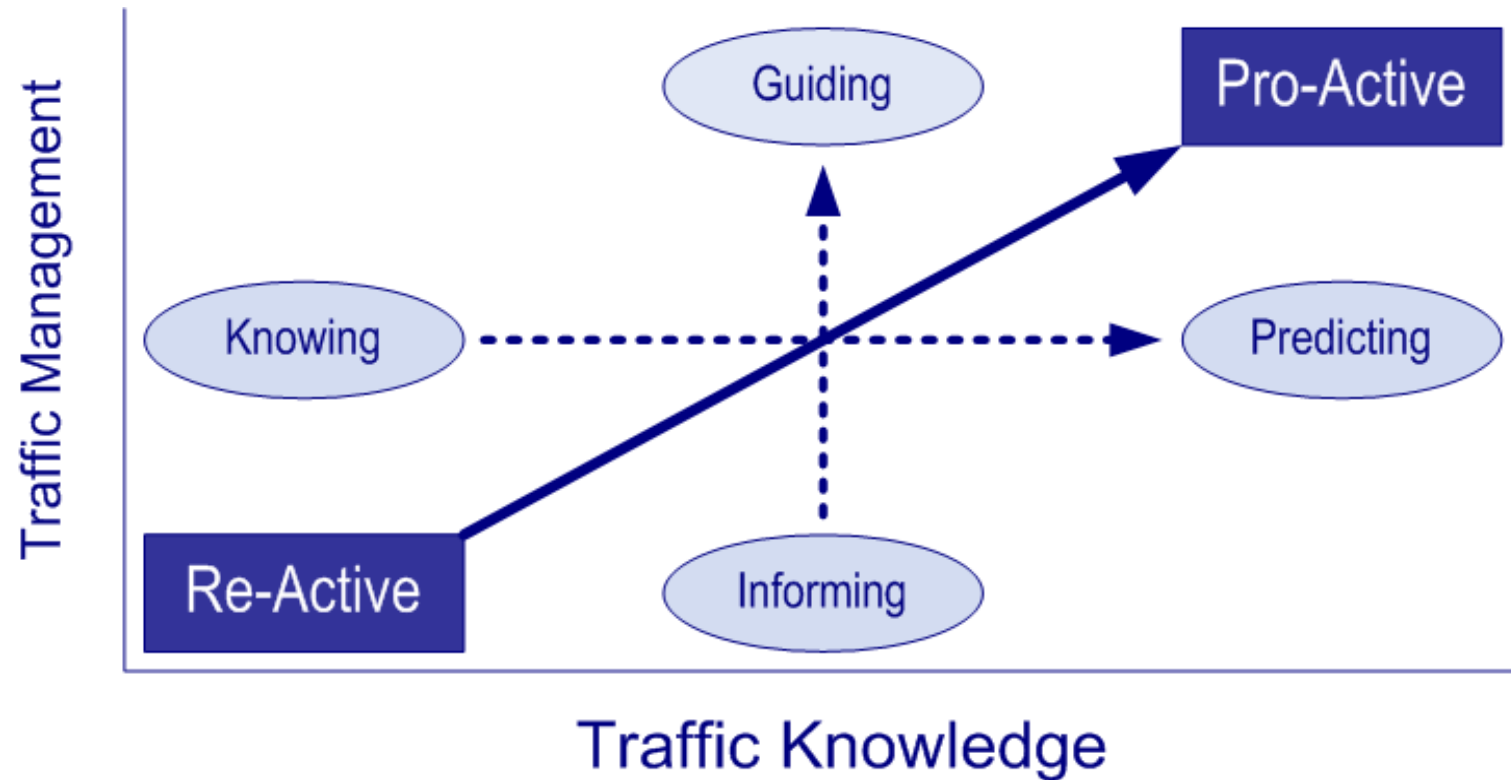 Traffic Management
Guiding
Pro-Active
Knowing
Predicting
Re-Active
Informing
Traffic Knowledge